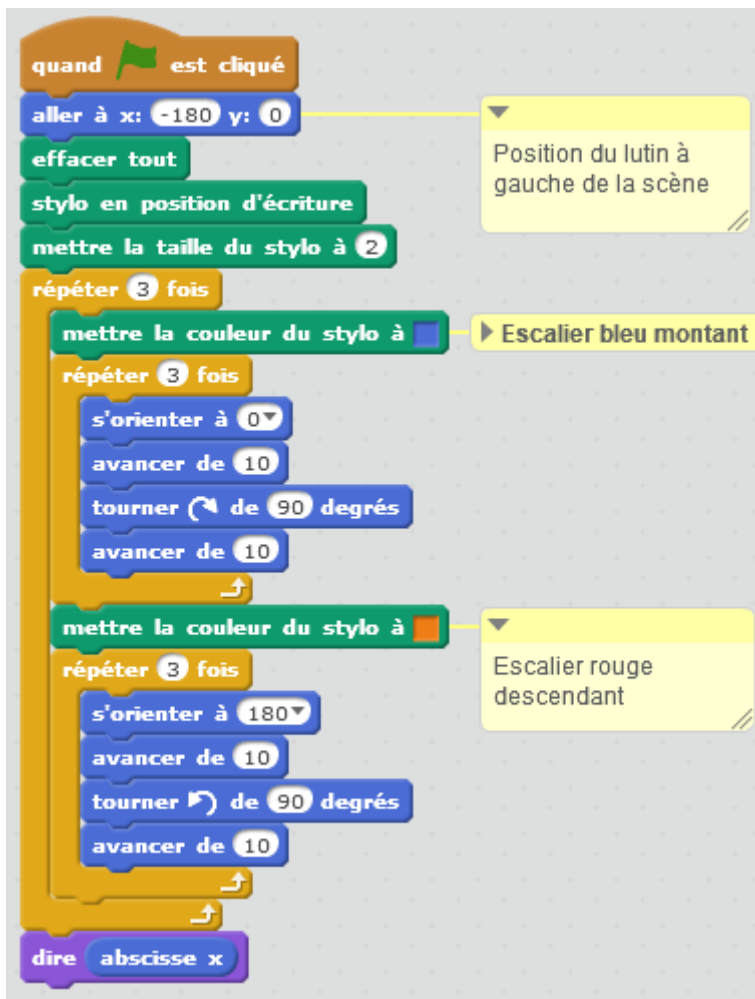 quand est cliqué
aller à x: -180 y: 0
Position du lutin à
gauche de la scène
effacer tout
stylo en position d'écriture
mettre la taille du stylo à 2
répéter 3 fois
mettre la couleur du stylo à
Escalier bleu montant
répéter 3 fois
s'orienter à 0
avancer de 10
tourner de 90 degrés
avancer de 10
mettre la couleur du stylo à
Escalier rouge
descendant
répéter 3 fois
s'orienter à 180
avancer de 10
tourner de 90 degrés
avancer de 10
dire abscisse x